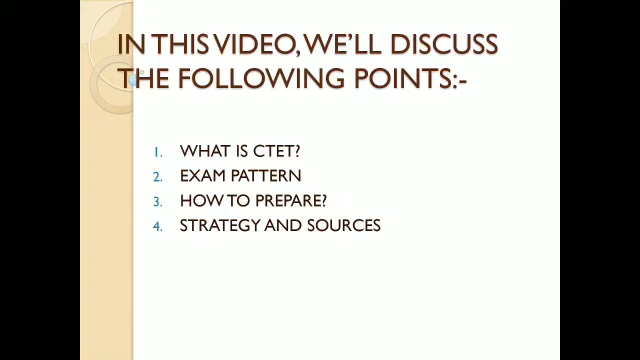 IN THIS VIDEO, WE'LL DISCUSS
THE FOLLOWING POINTS:-
1. WHAT IS CTET?
2. EXAM PATTERN
3. HOW TO PREPARE?
4. STRATEGY AND SOURCES